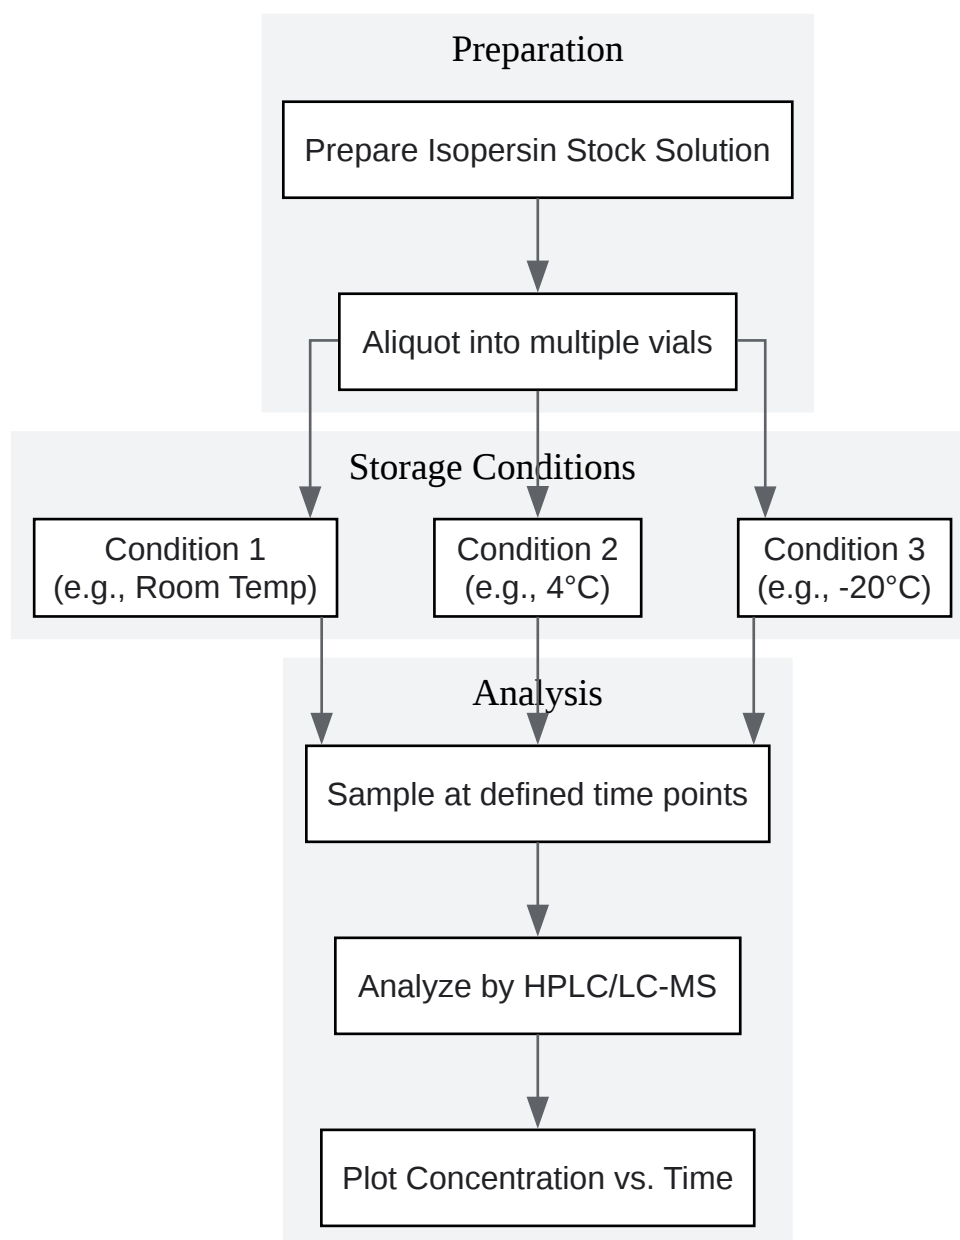 Preparation
Prepare Isopersin Stock Solution
Aliquot into multiple vials
Storage Conditions
Condition 1
(e.g., Room Temp)
Condition 2
(e.g., 4°C)
Condition 3
(e.g., -20°C)
Analysis
Sample at defined time points
Analyze by HPLC/LC-MS
Plot Concentration vs. Time